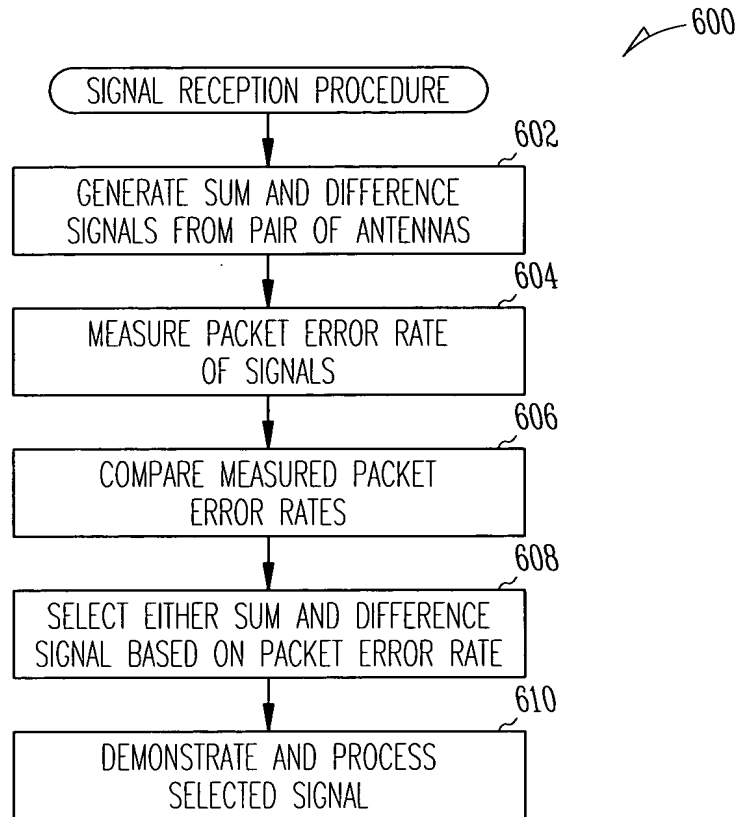 600
SIGNAL RECEPTION PROCEDURE
602
GENERATE SUM AND DIFFERENCE
SIGNALS FROM PAIR OF ANTENNAS
604
MEASURE PACKET ERROR RATE
OF SIGNALS
606
COMPARE MEASURED PACKET
ERROR RATES
608
SELECT EITHER SUM AND DIFFERENCE
SIGNAL BASED ON PACKET ERROR RATE
610
DEMONSTRATE AND PROCESS
SELECTED SIGNAL